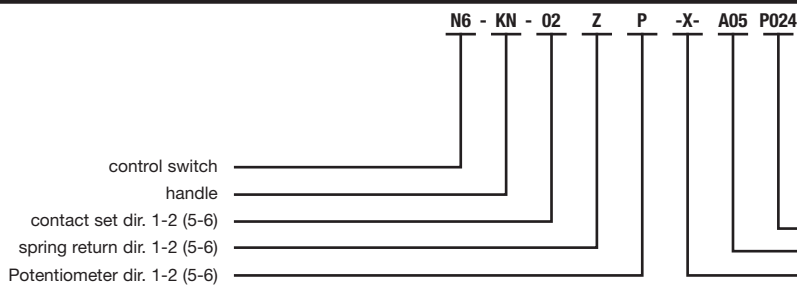 N6 - KN - 02 Z P -X- A05 P024
control switch
handle
contact set dir. 1-2 (5-6)
spring return dir. 1-2 (5-6)
Potentiometer dir. 1-2 (5-6)